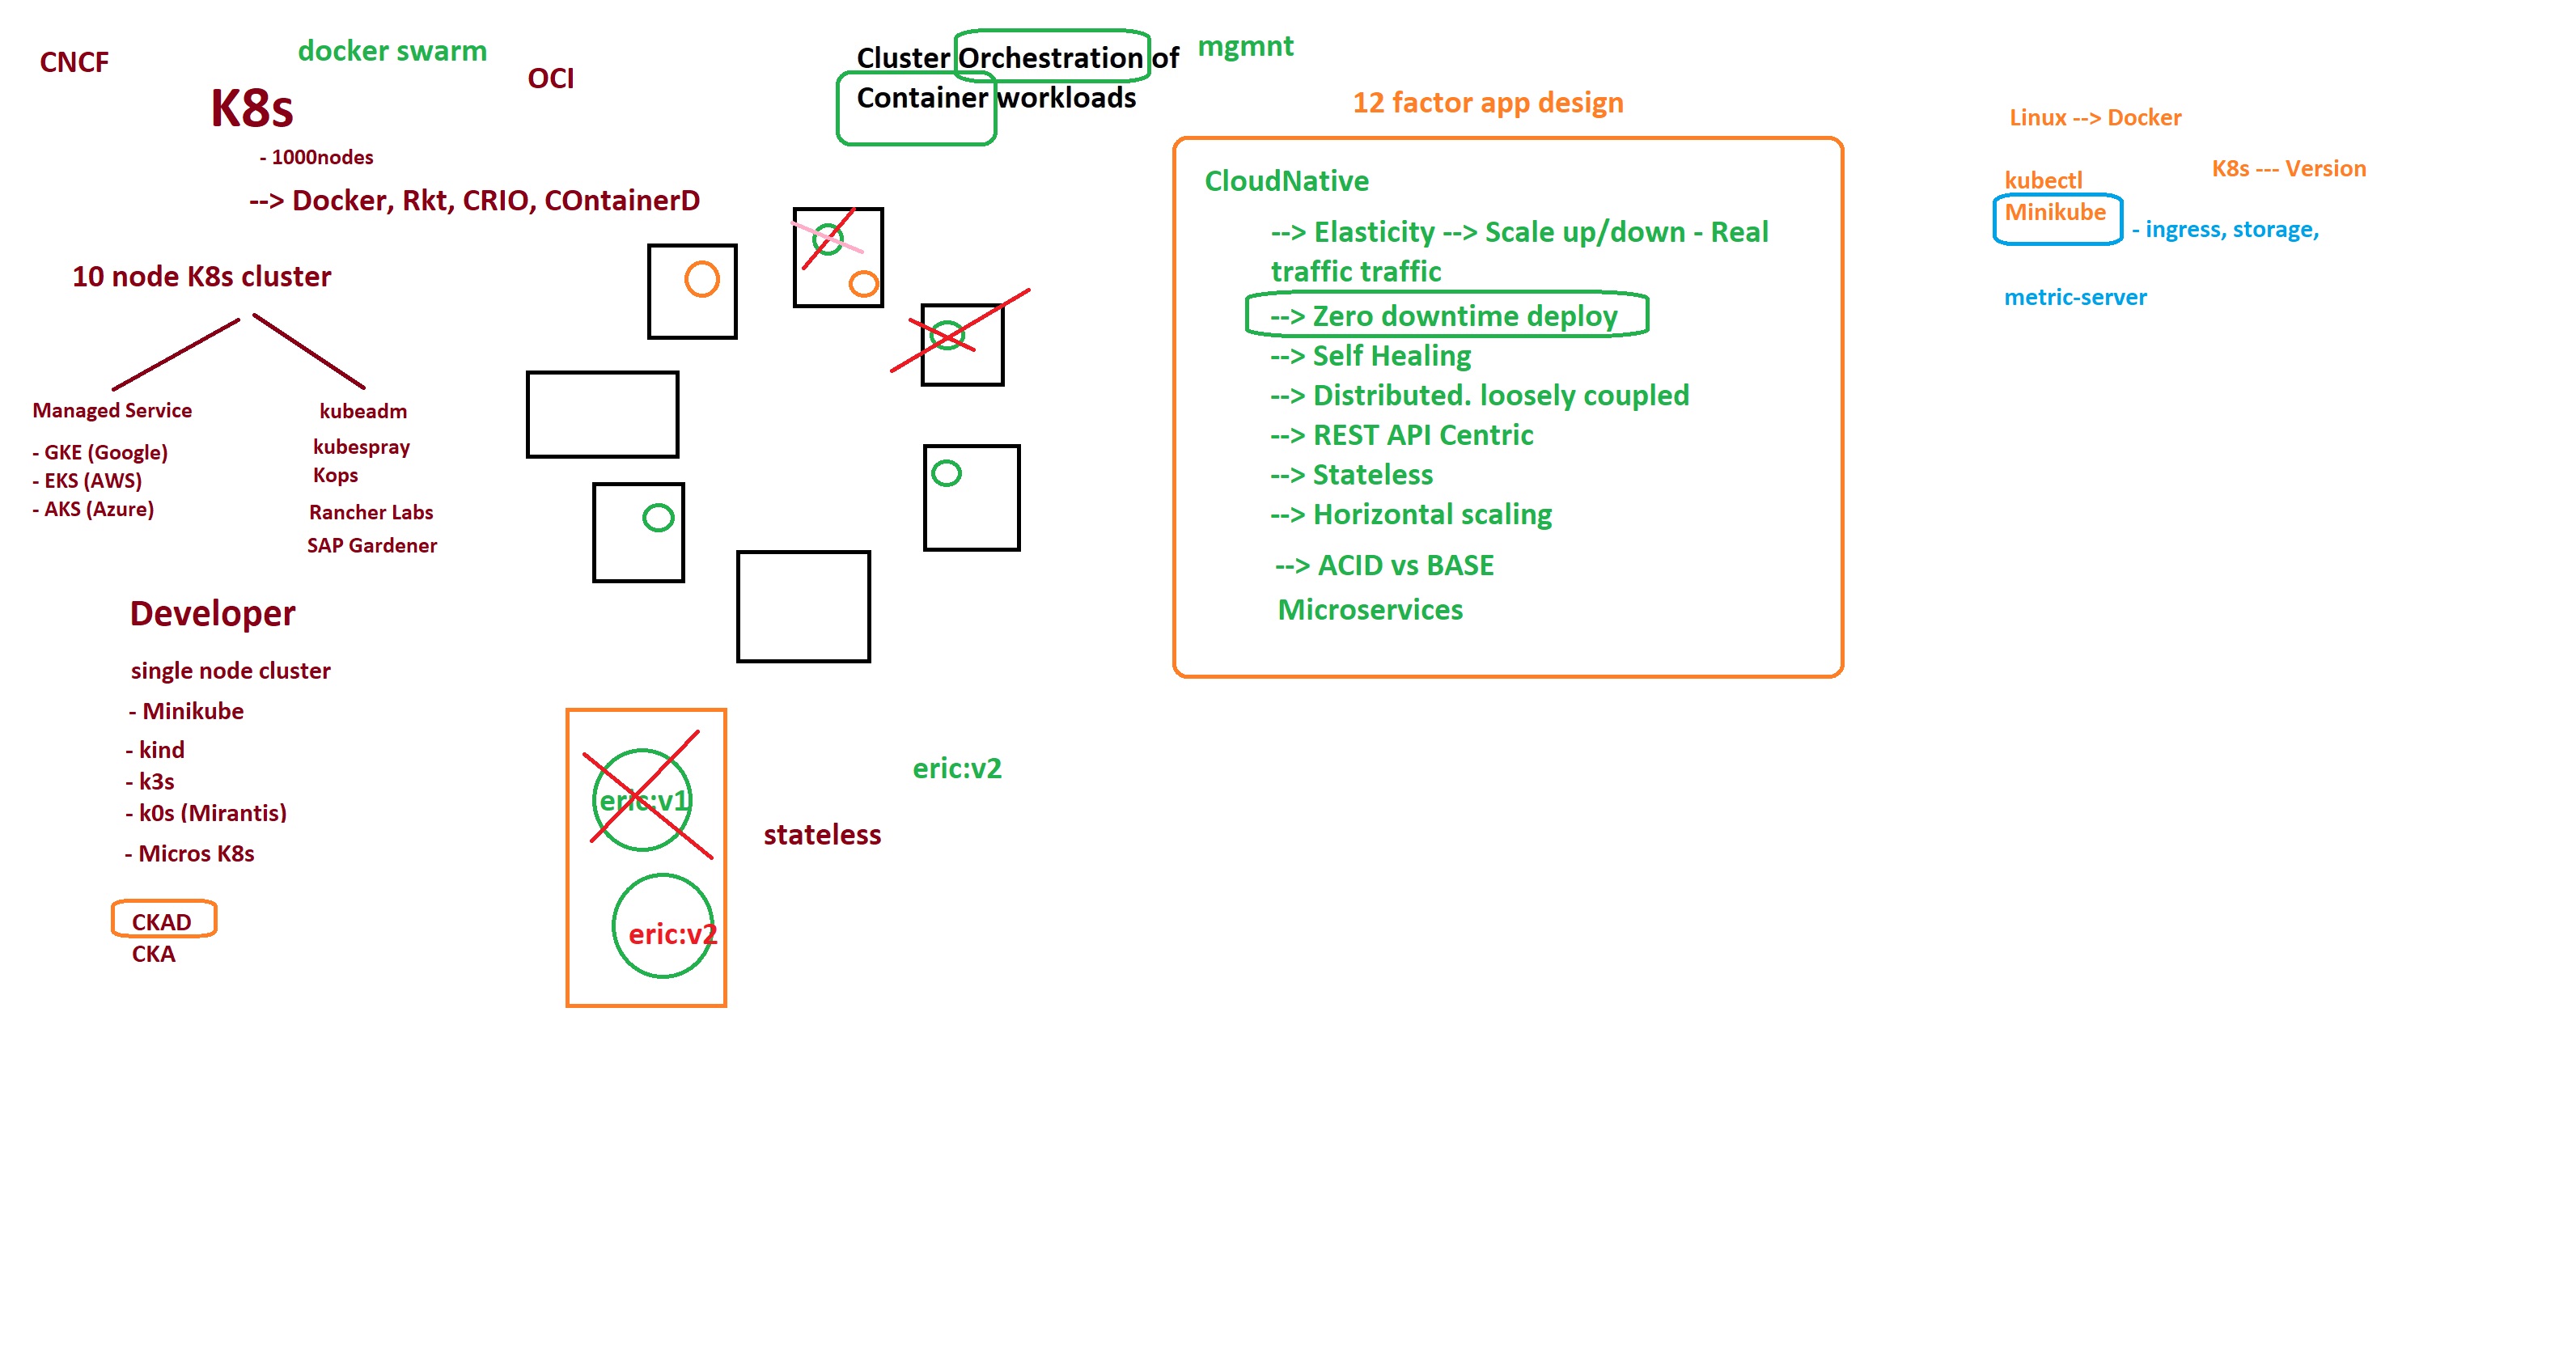 CNCF
docker swarm
OCI
K8s
- 1000nodes
--> Docker, Rkt, CRIO, COntainerD
10 node K8s cluster
Managed Service
- GKE (Google)
- EKS (AWS)
- AKS (Azure)
kubeadm
kubespray
Kops
Rancher Labs
SAP Gardener
Developer
single node cluster
- Minikube
- kind
- k3s
- k0s (Mirantis)
- Micros K8s
CKAD
CKA
Cluster Orchestration of
Container workloads
mgmnt
eric:v1
eric:v2
stateless
eric:v2
12 factor app design
CloudNative
--> Elasticity --> Scale up/down - Real
traffic traffic
--> Zero downtime deploy
--> Self Healing
--> Distributed. loosely coupled
--> REST API Centric
--> Stateless
--> Horizontal scaling
--> ACID vs BASE
Microservices
Linux --> Docker
K8s --- Version
kubectl
Minikube
- ingress, storage,
metric-server